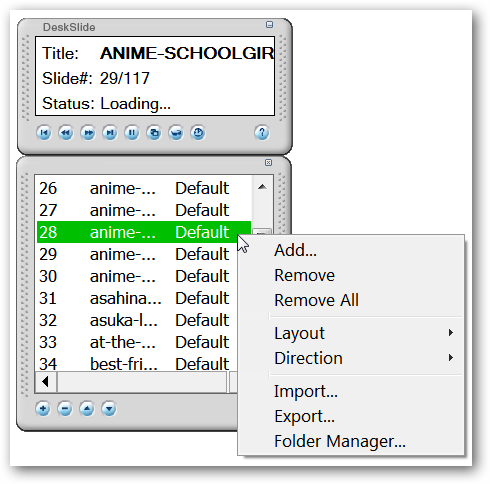 DeskSlide
Title: ANIME-SCHOOLGIR
Slide#: 29/117
Status: Loading...
?
26 anime-... Default
27 anime-... Default
28 anime-... Default
29 anime-... Default
30 anime-... Default
31 asahina... Default
32 asuka-l... Default
33 at-the-... Default
34 best-fri... Default
Add...
Remove
Remove All
Layout
Direction
Import...
Export...
Folder Manager...